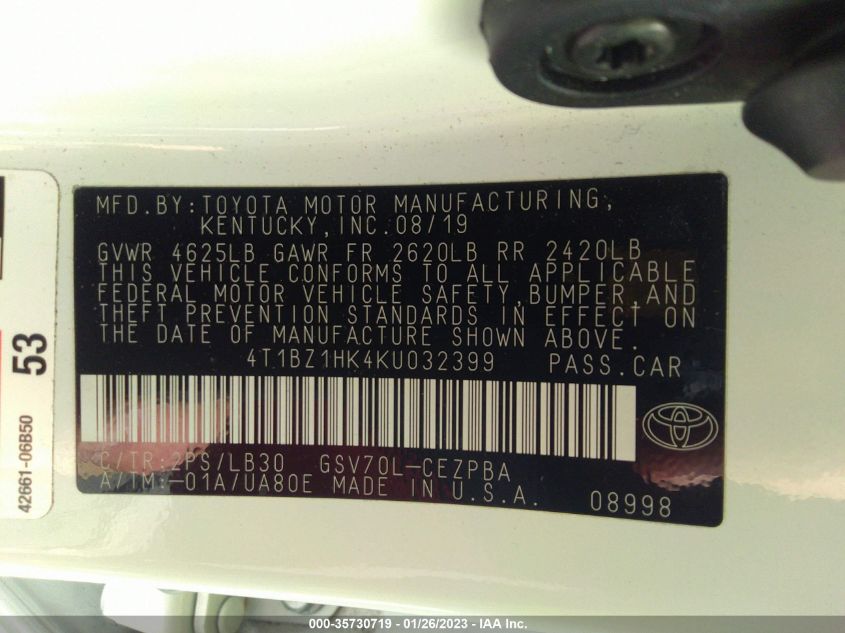 MFD.BY:TOYOTA MOTOR MANUFACTURING,
KENTUCKY,INC.08/19
GVWR 4625LB GAWR FR 2620LB RR 2420LB
THIS VEHICLE CONFORMS TO ALL APPLICABLE
FEDERAL MOTOR VEHICLE SAFETY,BUMPER,AND
THEFT PREVENTION STANDARDS IN EFFECT ON
THE DATE OF MANUFACTURE SHOWN ABOVE.
4T1BZ1HK4KU032399 PASS.CAR
C/TR:2PS/LB30 GSV70L-CEZPBA
A/TM:-01A/UA80E MADE IN U.S.A.
08998
53
42661-06B50
000-35730719 - 01/26/2023 - IAA Inc.